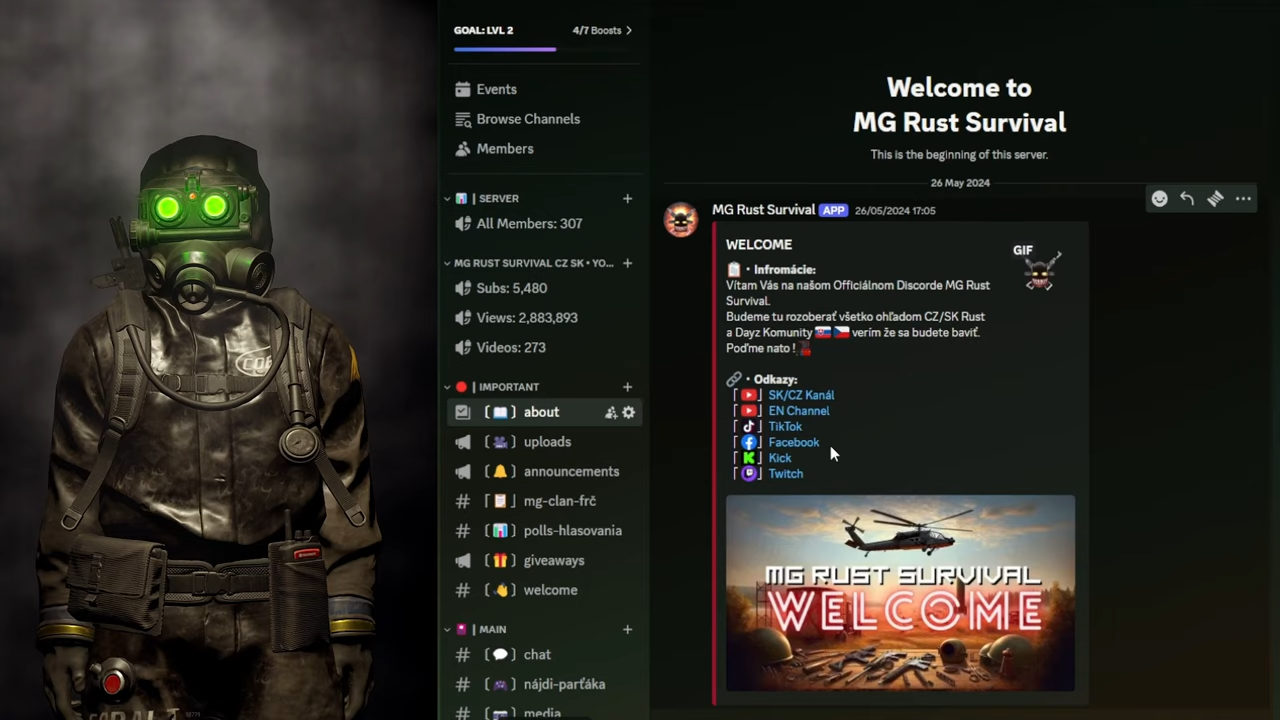 GOAL: LVL 2
4/7 Boosts
Events
Browse Channels
Members
| SERVER
All Members: 307
MG RUST SURVIVAL CZ SK • YO...
Subs: 5,480
Views: 2,883,893
Videos: 273
| IMPORTANT
about
uploads
announcements
mg-clan-frč
polls-hlasovania
giveaways
welcome
| MAIN
chat
nájdi-parťáka
media
Welcome to
MG Rust Survival
This is the beginning of this server.
26 May 2024
MG Rust Survival APP 26/05/2024 17:05
WELCOME
GIF
• Infromácie:
Vítam Vás na našom Officiálnom Discorde MG Rust
Survival.
Budeme tu rozoberať všetko ohľadom CZ/SK Rust
a Dayz Komunity verím že sa budete baviť.
Poďme nato !
• Odkazy:
SK/CZ Kanál
EN Channel
TikTok
Facebook
Kick
Twitch
MG RUST SURVIVAL
WELCOME